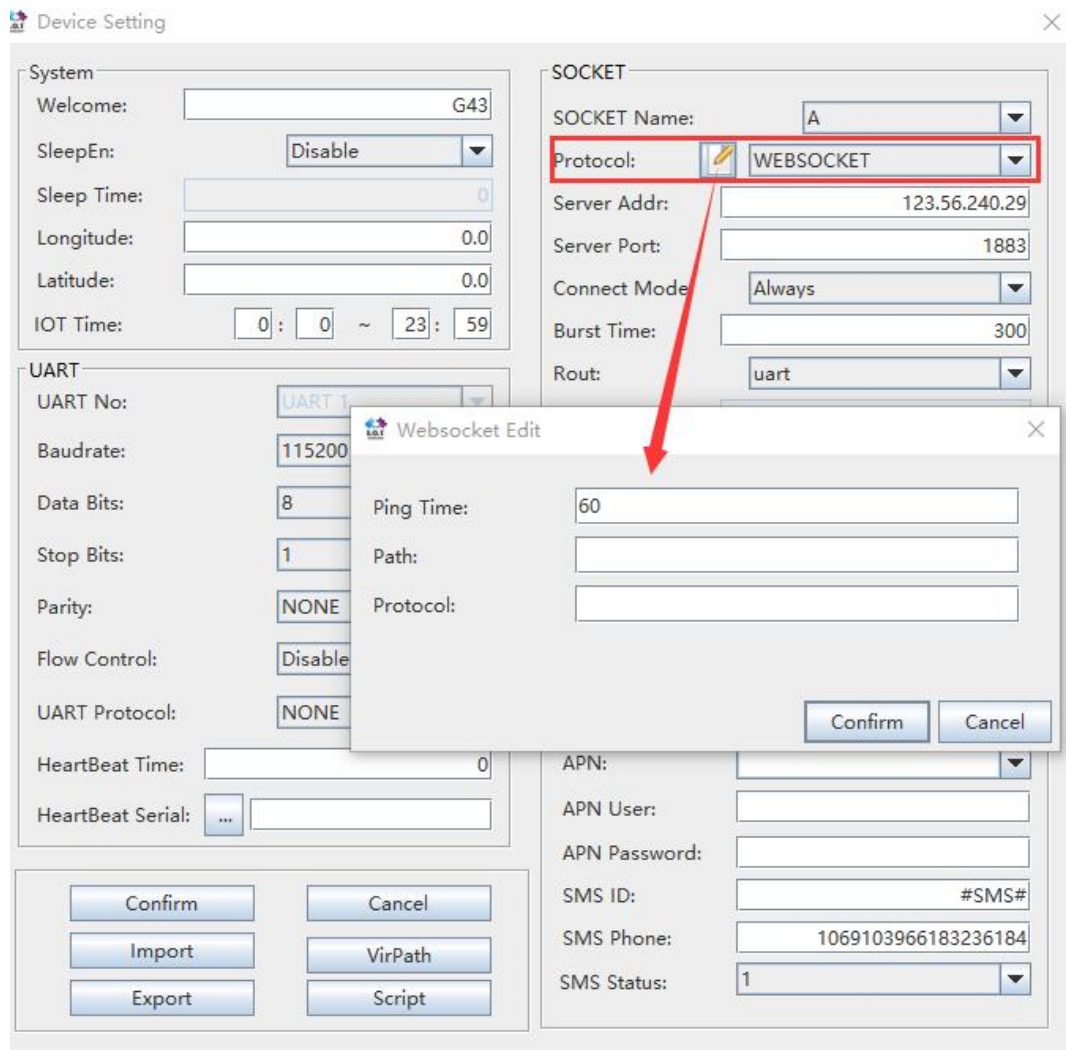 Device Setting
System
Welcome: G43
SleepEn: Disable
Sleep Time: 0
Longitude: 0.0
Latitude: 0.0
IOT Time: 0 : 0 ~ 23 : 59
UART
UART No: UART 1
Baudrate: 115200
Data Bits: 8
Stop Bits: 1
Parity: NONE
Flow Control: Disable
UART Protocol: NONE
HeartBeat Time: 0
HeartBeat Serial: ...
Confirm Cancel
Import VirPath
Export Script
SOCKET
SOCKET Name: A
Protocol: WEBSOCKET
Server Addr: 123.56.240.29
Server Port: 1883
Connect Mode Always
Burst Time: 300
Rout: uart
Websocket Edit
Ping Time: 60
Path:
Protocol:
Confirm Cancel
APN:
APN User:
APN Password:
SMS ID: #SMS#
SMS Phone: 1069103966183236184
SMS Status: 1